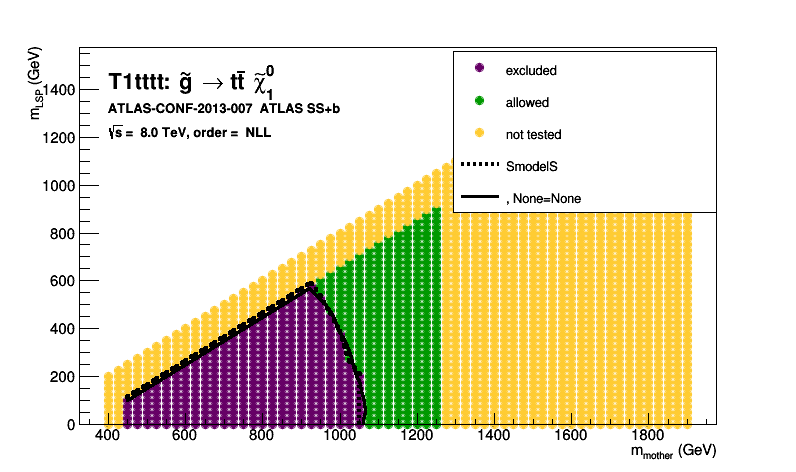 T1tttt: g̃ → tt̄ χ̃₁⁰
ATLAS-CONF-2013-007 ATLAS SS+b
√s = 8.0 TeV, order = NLL
excluded
allowed
not tested
SmodelS
, None=None
m_LSP (GeV)
1400
1200
1000
800
600
400
200
0
400 600 800 1000 1200 1400 1600 1800
m_mother (GeV)